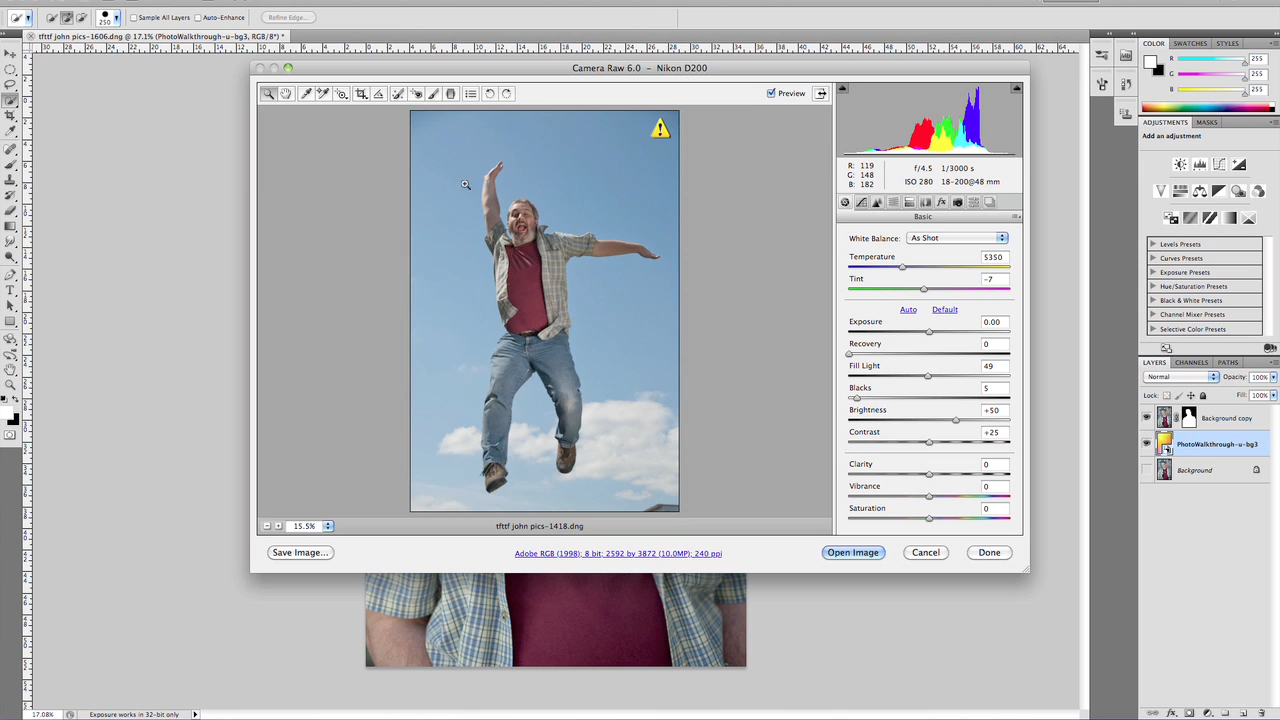 250
Sample All Layers
Auto-Enhance
Refine Edge...
tfttf john pics-1606.dng @ 17.1% (PhotoWalkthrough-u-bg3, RGB/8*) *
Camera Raw 6.0 – Nikon D200
Preview
R: 119
G: 148
B: 182
f/4.5 1/3000 s
ISO 280 18-200@48 mm
Basic
White Balance: As Shot
Temperature 5350
Tint -7
Auto Default
Exposure 0.00
Recovery 0
Fill Light 49
Blacks 5
Brightness +50
Contrast +25
Clarity 0
Vibrance 0
Saturation 0
15.5%
tfttf john pics-1418.dng
Save Image...
Adobe RGB (1998); 8 bit; 2592 by 3872 (10.0MP); 240 ppi
Open Image
Cancel
Done
COLOR SWATCHES STYLES
R 255
G 255
B 255
ADJUSTMENTS MASKS
Add an adjustment
Levels Presets
Curves Presets
Exposure Presets
Hue/Saturation Presets
Black & White Presets
Channel Mixer Presets
Selective Color Presets
LAYERS CHANNELS PATHS
Normal Opacity: 100%
Lock: Fill: 100%
Background copy
PhotoWalkthrough-u-bg3
Background
17.08%
Exposure works in 32-bit only